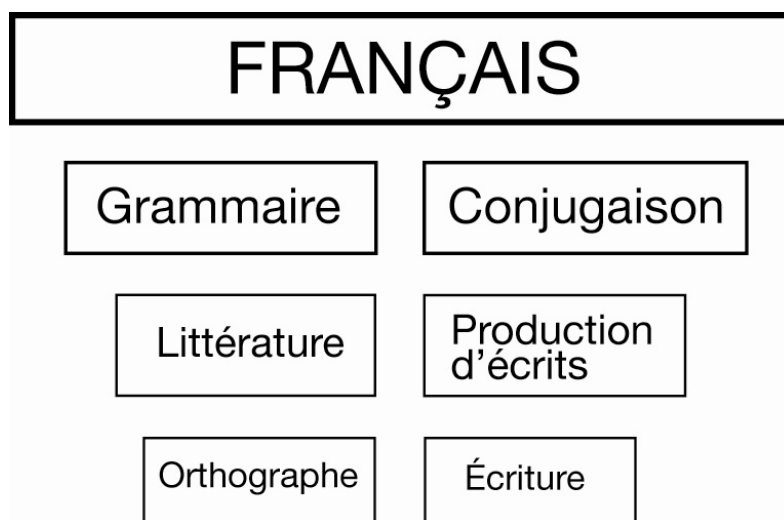 FRANÇAIS
Grammaire
Conjugaison
Littérature
Production
d'écrits
Orthographe
Écriture